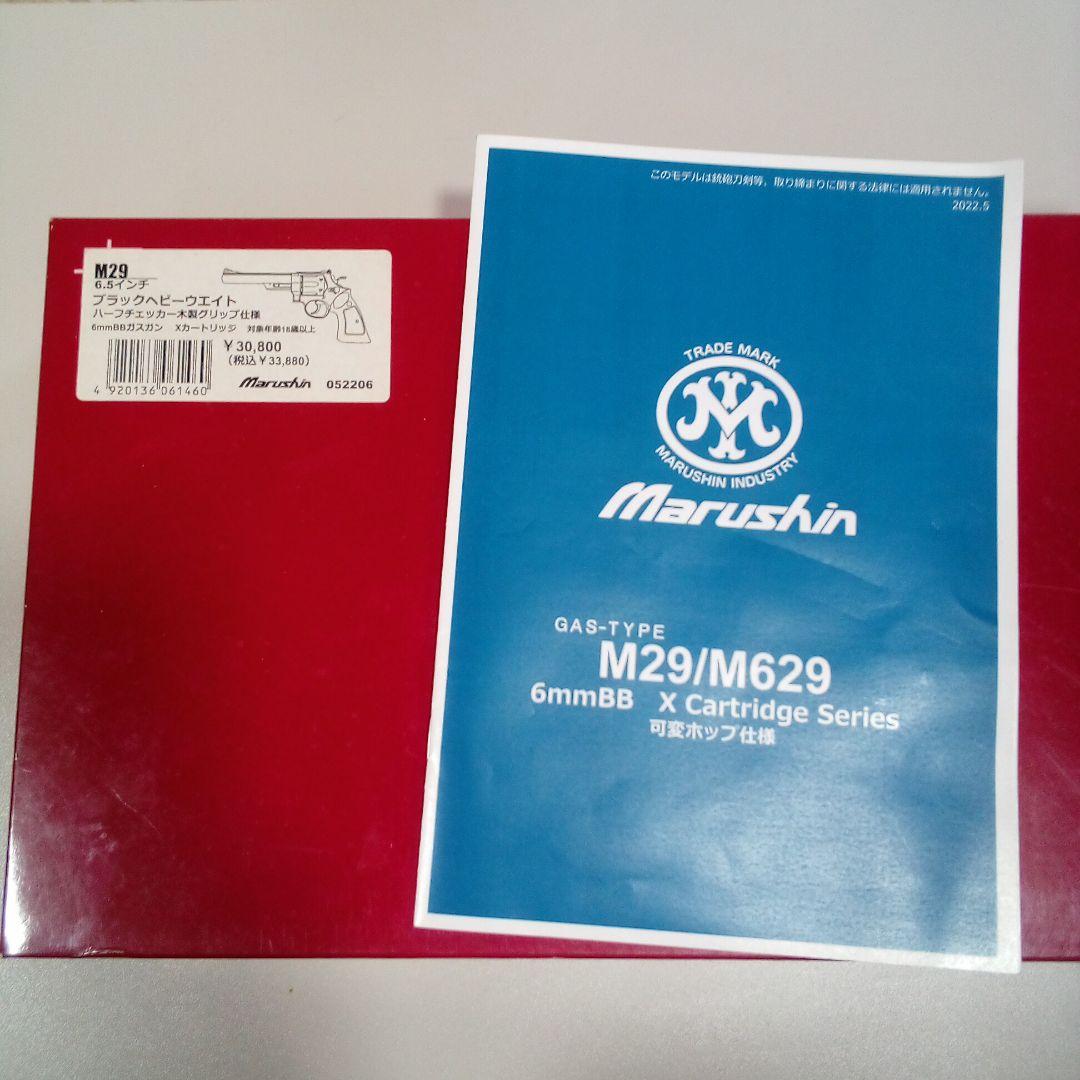 M29
6.5インチ
ブラックヘビーウエイト
ハーフチェッカー木製グリップ仕様
6mmBBガスガン Xカートリッジ 対象年齢18歳以上
￥30,800
(税込￥33,880)
4 920136 061460
Marushin 052206
このモデルは銃砲刀剣等，取り締まりに関する法律には適用されません。
2022.5
TRADE MARK
MARUSHIN INDUSTRY
Marushin
GAS-TYPE
M29/M629
6mmBB X Cartridge Series
可変ホップ仕様